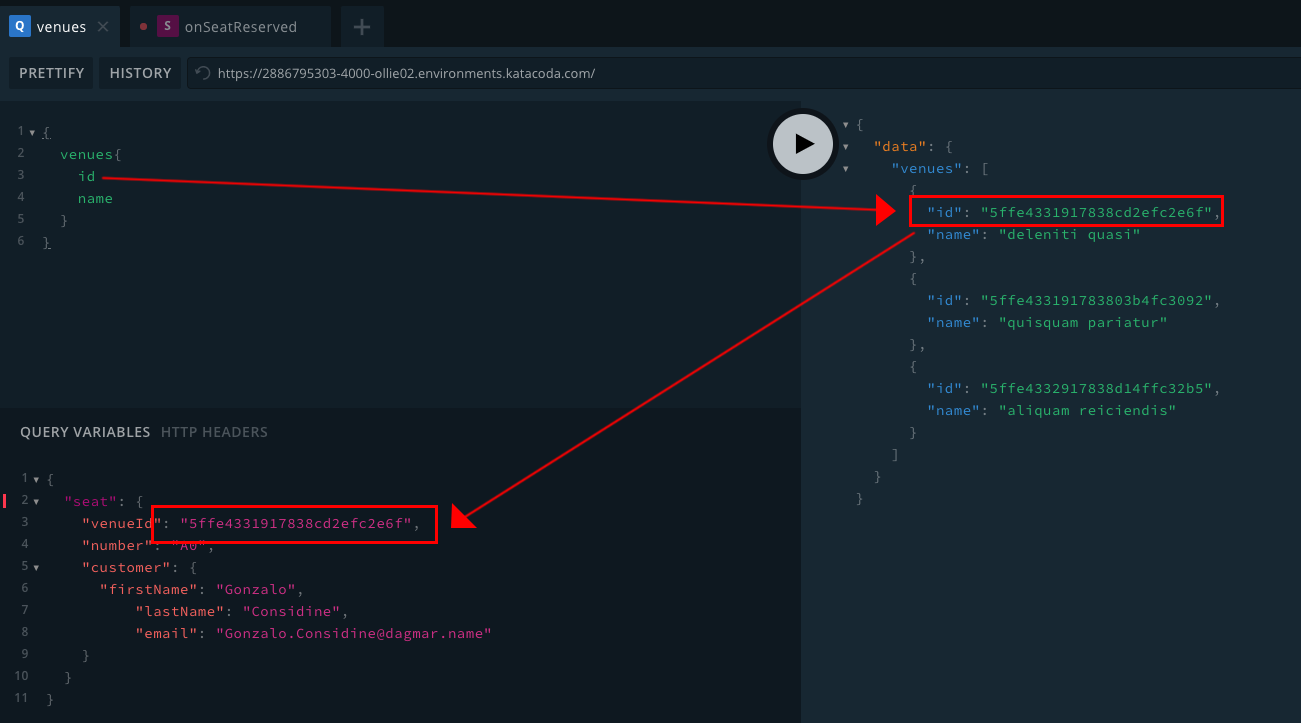 Q venues × S onSeatReserved +
PRETTIFY HISTORY https://2886795303-4000-ollie02.environments.katacoda.com/
1 {
2 venues{
3 id
4 name
5 }
6 }
QUERY VARIABLES HTTP HEADERS
1 {
2 "seat": {
3 "venueId": "5ffe4331917838cd2efc2e6f",
4 "number": "A0",
5 "customer": {
6 "firstName": "Gonzalo",
7 "lastName": "Considine",
8 "email": "Gonzalo.Considine@dagmar.name"
9 }
10 }
11 }
{
"data": {
"venues": [
{
"id": "5ffe4331917838cd2efc2e6f",
"name": "deleniti quasi"
},
{
"id": "5ffe433191783803b4fc3092",
"name": "quisquam pariatur"
},
{
"id": "5ffe4332917838d14ffc32b5",
"name": "aliquam reiciendis"
}
]
}
}